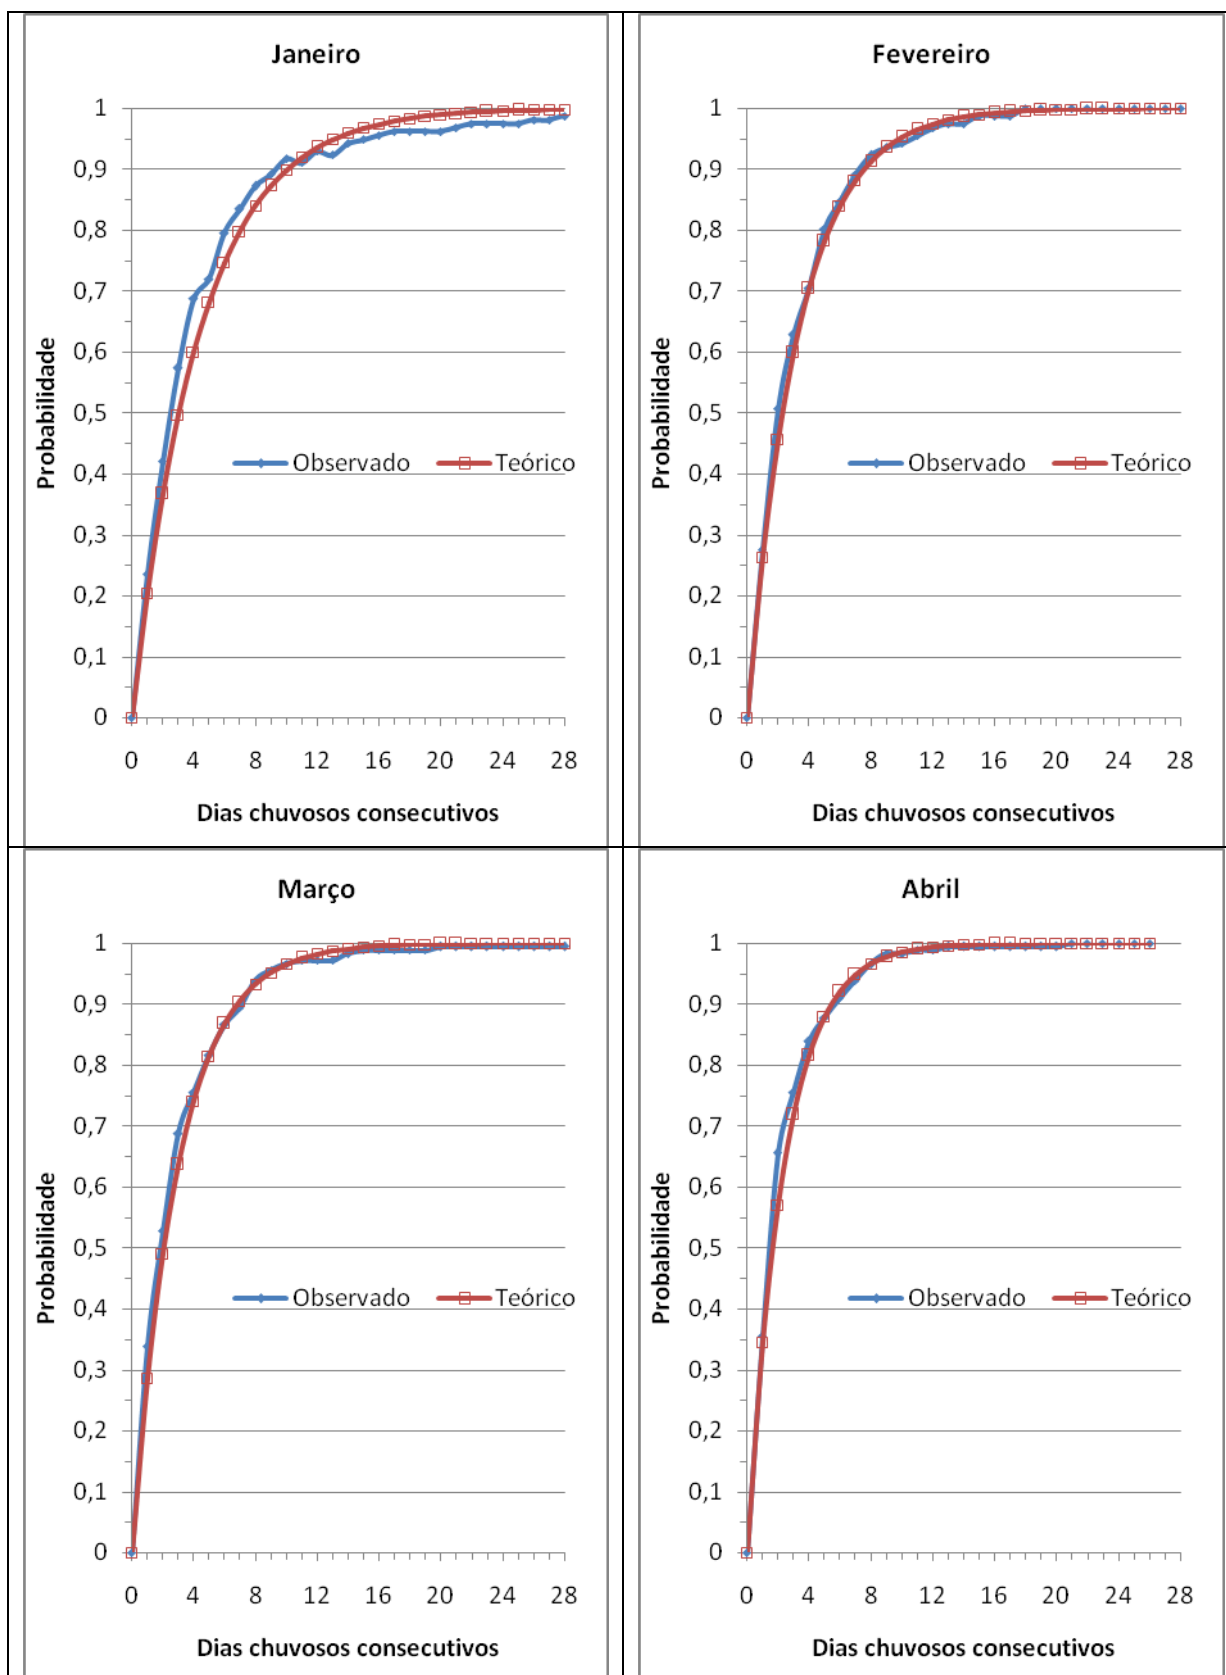 Janeiro
1
0,9
0,8
0,7
0,6
0,5
0,4
0,3
0,2
0,1
0
Probabilidade
Observado Teórico
0 4 8 12 16 20 24 28
Dias chuvosos consecutivos
Fevereiro
1
0,9
0,8
0,7
0,6
0,5
0,4
0,3
0,2
0,1
0
Probabilidade
Observado Teórico
0 4 8 12 16 20 24 28
Dias chuvosos consecutivos
Março
1
0,9
0,8
0,7
0,6
0,5
0,4
0,3
0,2
0,1
0
Probabilidade
Observado Teórico
0 4 8 12 16 20 24 28
Dias chuvosos consecutivos
Abril
1
0,9
0,8
0,7
0,6
0,5
0,4
0,3
0,2
0,1
0
Probabilidade
Observado Teórico
0 4 8 12 16 20 24 28
Dias chuvosos consecutivos